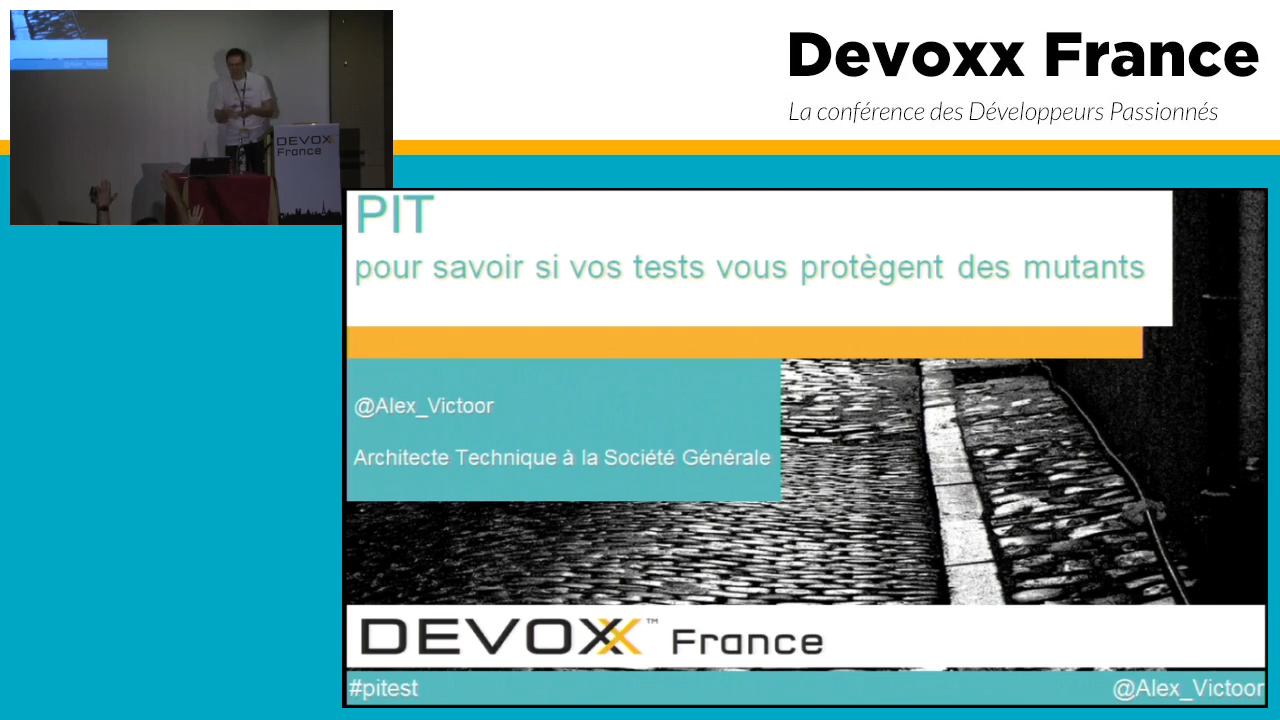 Devoxx France
La conférence des Développeurs Passionnés
DEVOXX
France
PIT
pour savoir si vos tests vous protègent des mutants
@Alex_Victoor
Architecte Technique à la Société Générale
DEVOXX™ France
#pitest
@Alex_Victoor